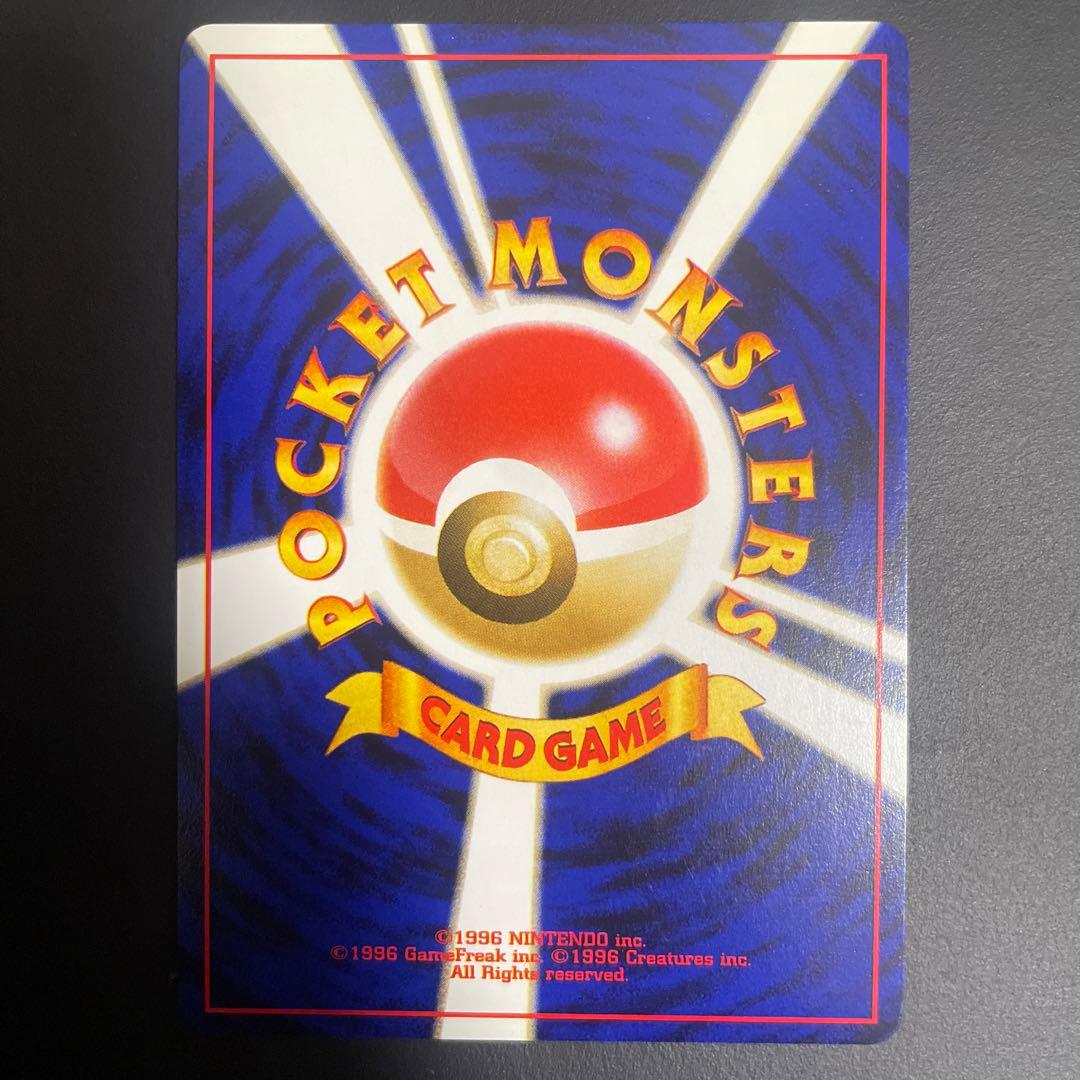 POCKET MONSTERS
CARD GAME
©1996 NINTENDO inc.
©1996 GameFreak inc. ©1996 Creatures inc.
All Rights reserved.